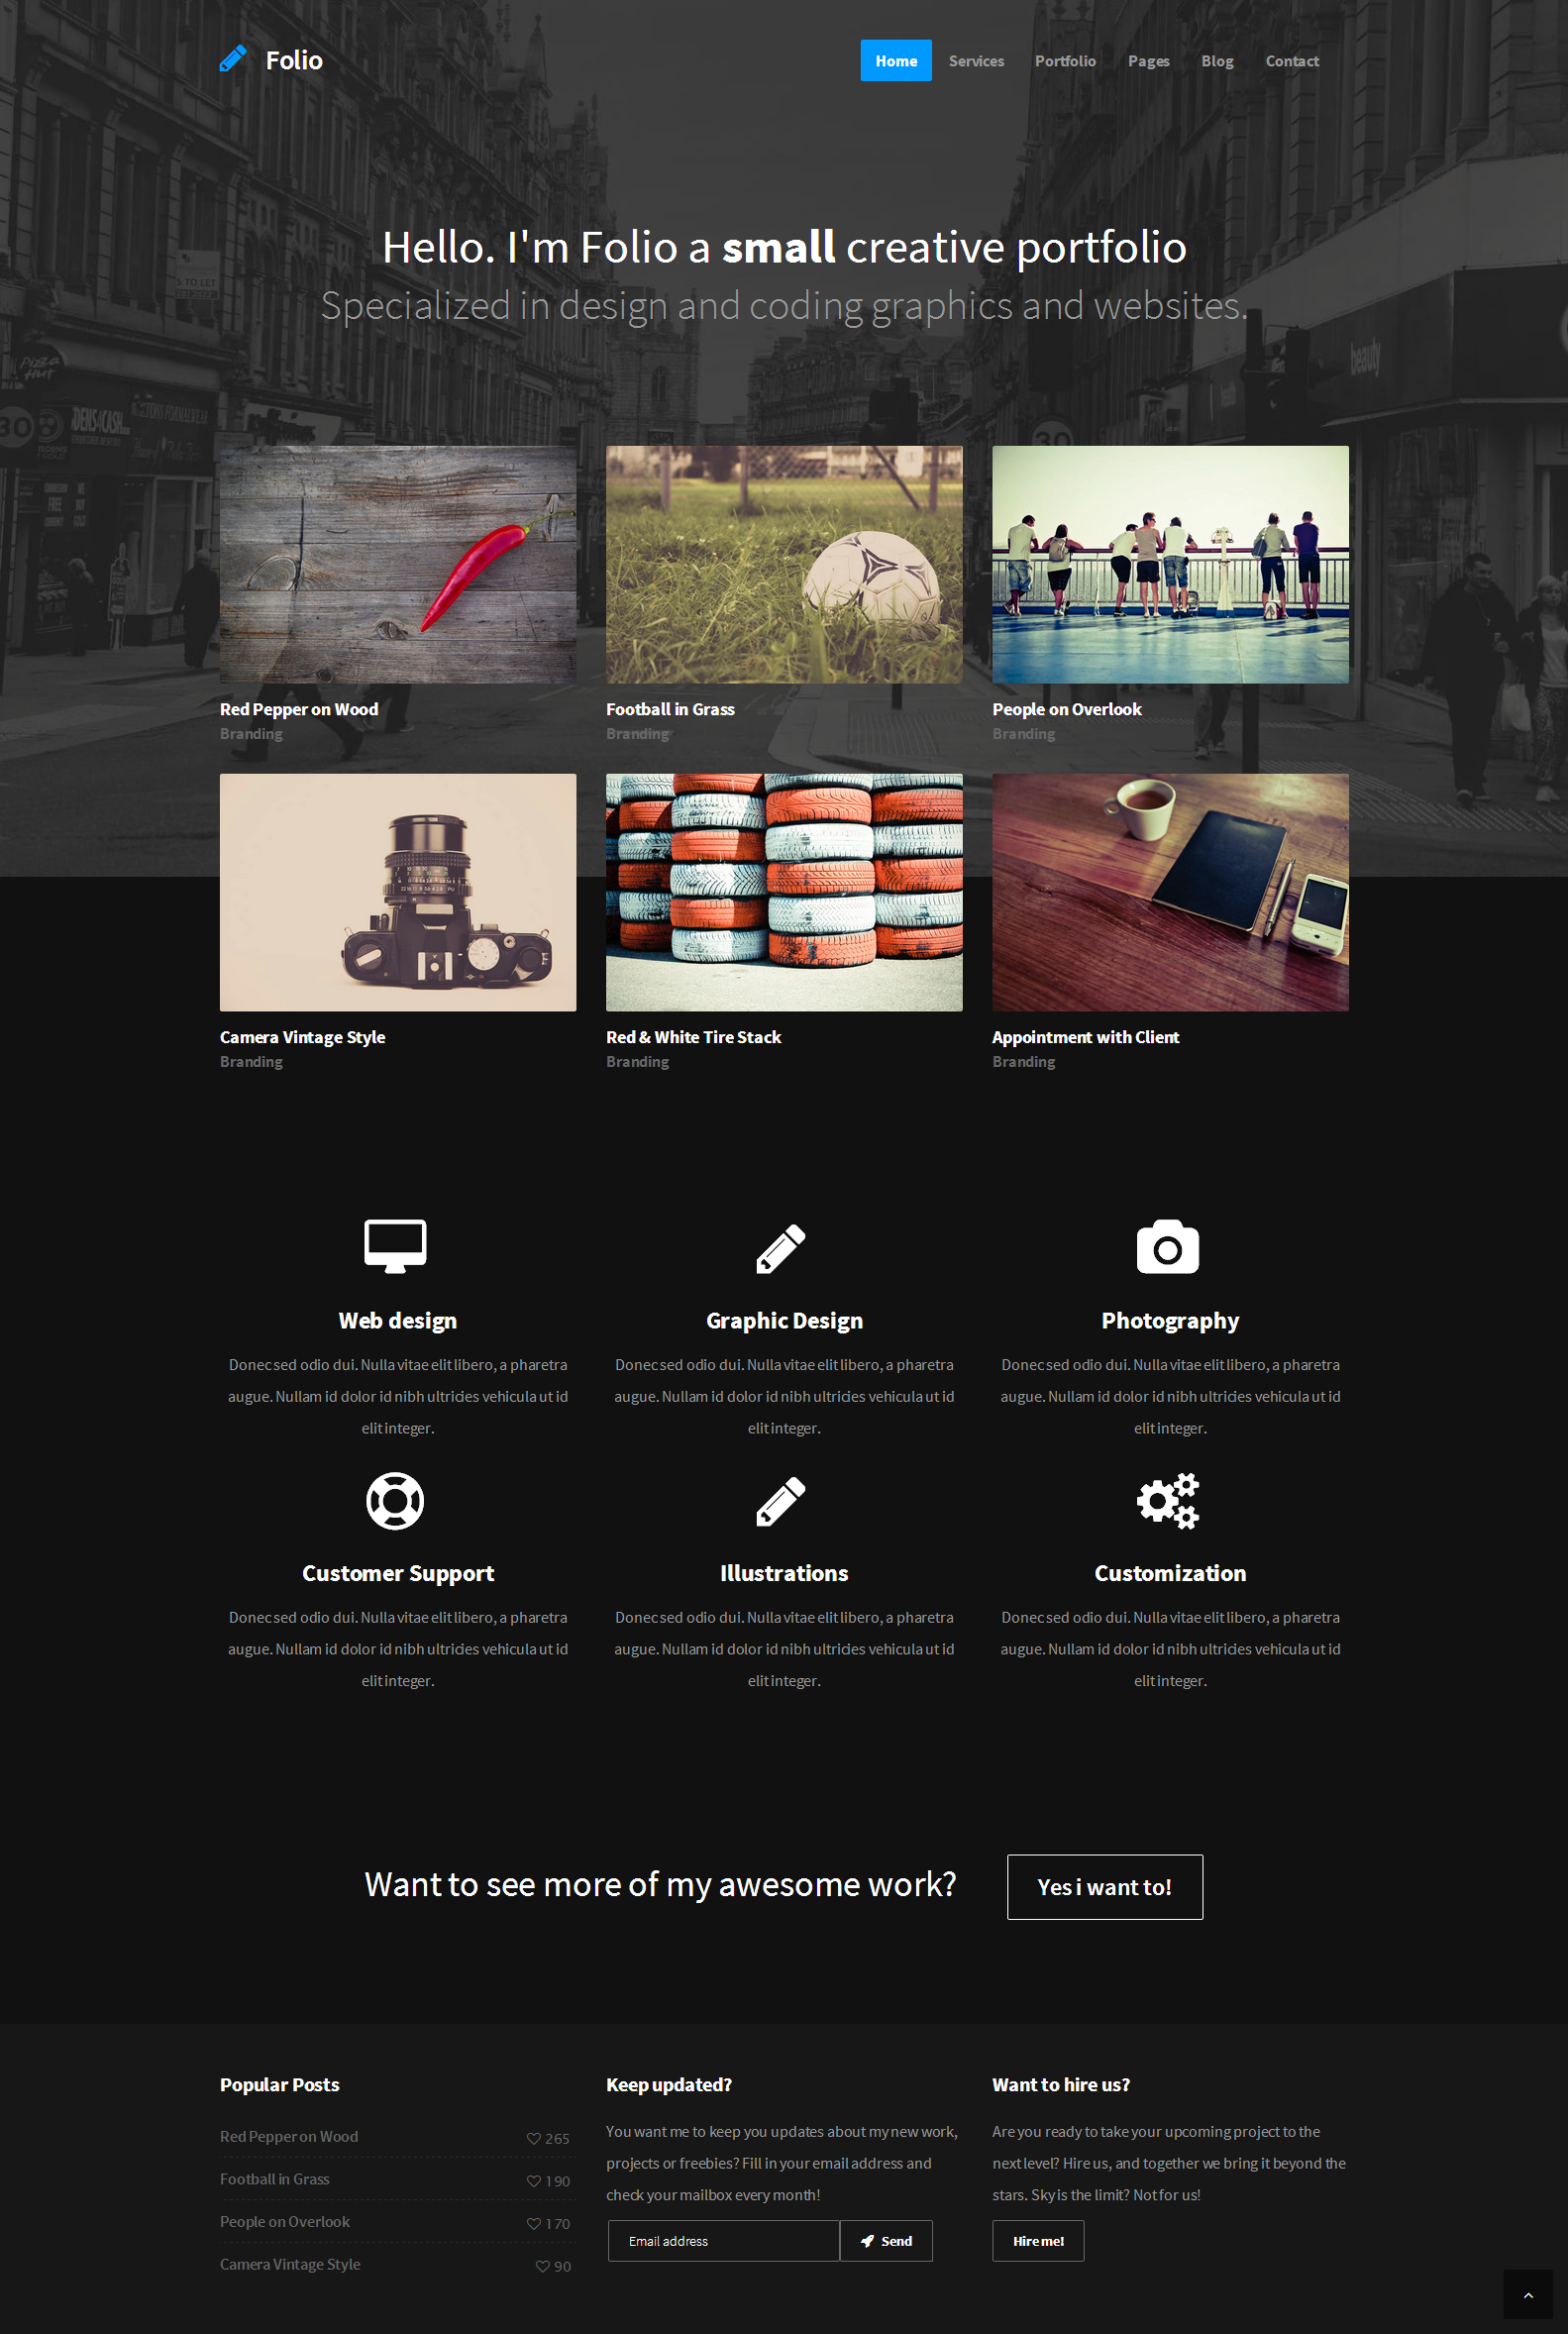 Folio
Home Services Portfolio Pages Blog Contact
Hello. I'm Folio a small creative portfolio
Specialized in design and coding graphics and websites.
S TO LET
Pizza
Hut
30
30
beauty
Red Pepper on Wood
Branding
Football in Grass
Branding
People on Overlook
Branding
Camera Vintage Style
Branding
Red & White Tire Stack
Branding
Appointment with Client
Branding
Web design
Donec sed odio dui. Nulla vitae elit libero, a pharetra
augue. Nullam id dolor id nibh ultricies vehicula ut id
elit integer.
Graphic Design
Donec sed odio dui. Nulla vitae elit libero, a pharetra
augue. Nullam id dolor id nibh ultricies vehicula ut id
elit integer.
Photography
Donec sed odio dui. Nulla vitae elit libero, a pharetra
augue. Nullam id dolor id nibh ultricies vehicula ut id
elit integer.
Customer Support
Donec sed odio dui. Nulla vitae elit libero, a pharetra
augue. Nullam id dolor id nibh ultricies vehicula ut id
elit integer.
Illustrations
Donec sed odio dui. Nulla vitae elit libero, a pharetra
augue. Nullam id dolor id nibh ultricies vehicula ut id
elit integer.
Customization
Donec sed odio dui. Nulla vitae elit libero, a pharetra
augue. Nullam id dolor id nibh ultricies vehicula ut id
elit integer.
Want to see more of my awesome work?
Yes i want to!
Popular Posts
Red Pepper on Wood 265
Football in Grass 190
People on Overlook 170
Camera Vintage Style 90
Keep updated?
You want me to keep you updates about my new work,
projects or freebies? Fill in your email address and
check your mailbox every month!
Email address
Send
Want to hire us?
Are you ready to take your upcoming project to the
next level? Hire us, and together we bring it beyond the
stars. Sky is the limit? Not for us!
Hire me!